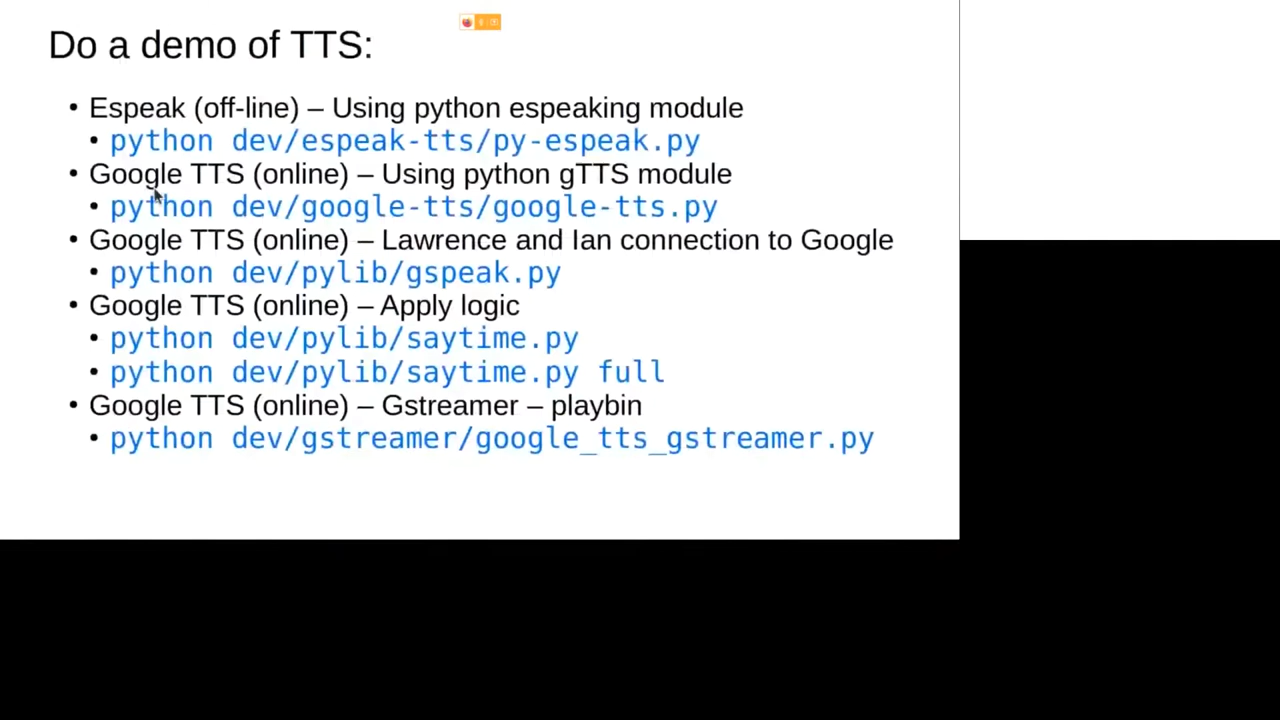 Do a demo of TTS:
• Espeak (off-line) – Using python espeaking module
• python dev/espeak-tts/py-espeak.py
• Google TTS (online) – Using python gTTS module
• python dev/google-tts/google-tts.py
• Google TTS (online) – Lawrence and Ian connection to Google
• python dev/pylib/gspeak.py
• Google TTS (online) – Apply logic
• python dev/pylib/saytime.py
• python dev/pylib/saytime.py full
• Google TTS (online) – Gstreamer – playbin
• python dev/gstreamer/google_tts_gstreamer.py